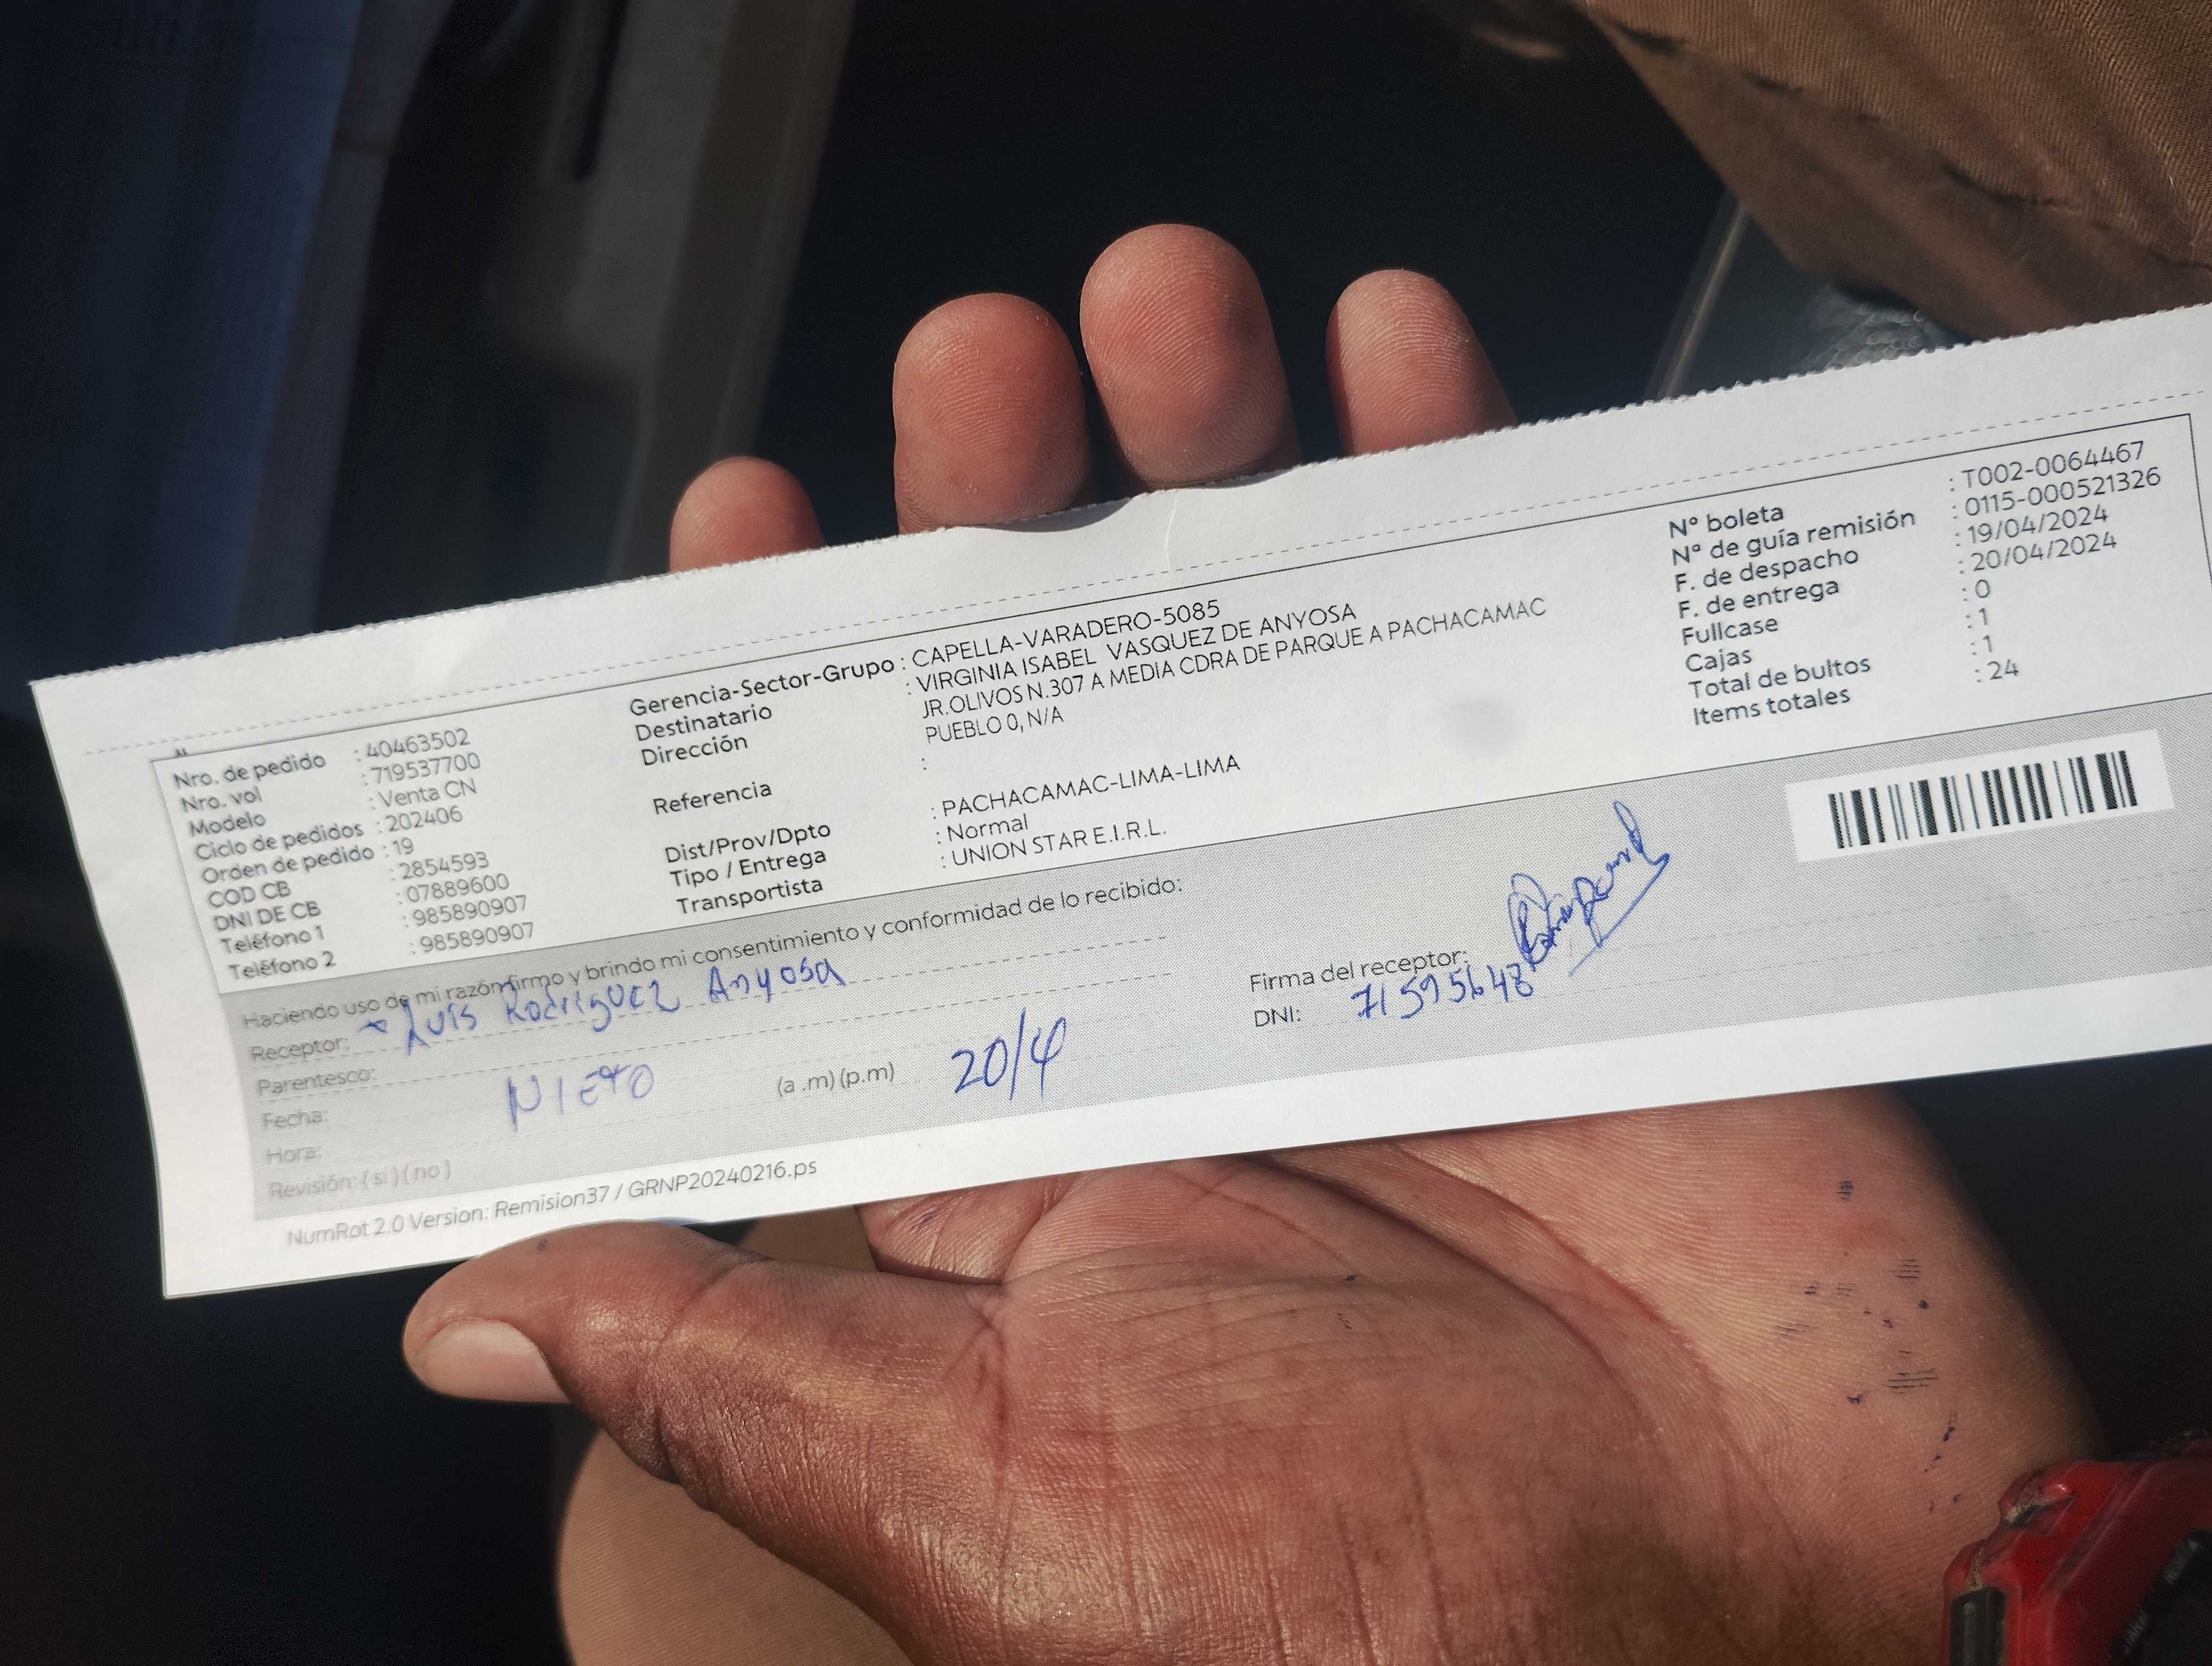 Nro. de pedido : 40463502
Nro. vol : 719537700
Modelo : Venta CN
Ciclo de pedidos : 202406
Orden de pedido : 19
COD CB : 2854593
DNI DE CB : 07889600
Teléfono 1 : 985890907
Teléfono 2 : 985890907
Gerencia-Sector-Grupo : CAPELLA-VARADERO-5085
Destinatario : VIRGINIA ISABEL VASQUEZ DE ANYOSA
Dirección JR.OLIVOS N.307 A MEDIA CDRA DE PARQUE A PACHACAMAC
PUEBLO 0, N/A
Referencia :
Dist/Prov/Dpto : PACHACAMAC-LIMA-LIMA
Tipo / Entrega : Normal
Transportista : UNION STAR E.I.R.L.
N° boleta : T002-0064467
N° de guía remisión : 0115-000521326
F. de despacho : 19/04/2024
F. de entrega : 20/04/2024
Fullcase : 0
Cajas : 1
Total de bultos : 1
Items totales : 24
Haciendo uso de mi razón firmo y brindo mi consentimiento y conformidad de lo recibido:
Receptor: Luis Rodriguez Anyosa
Parentesco:
NIETO
Fecha:
(a .m) (p.m) 20/4
Hora:
Revisión: ( si ) ( no )
Firma del receptor:
DNI: 71595648
NumRot 2.0 Version: Remision37 / GRNP20240216.ps